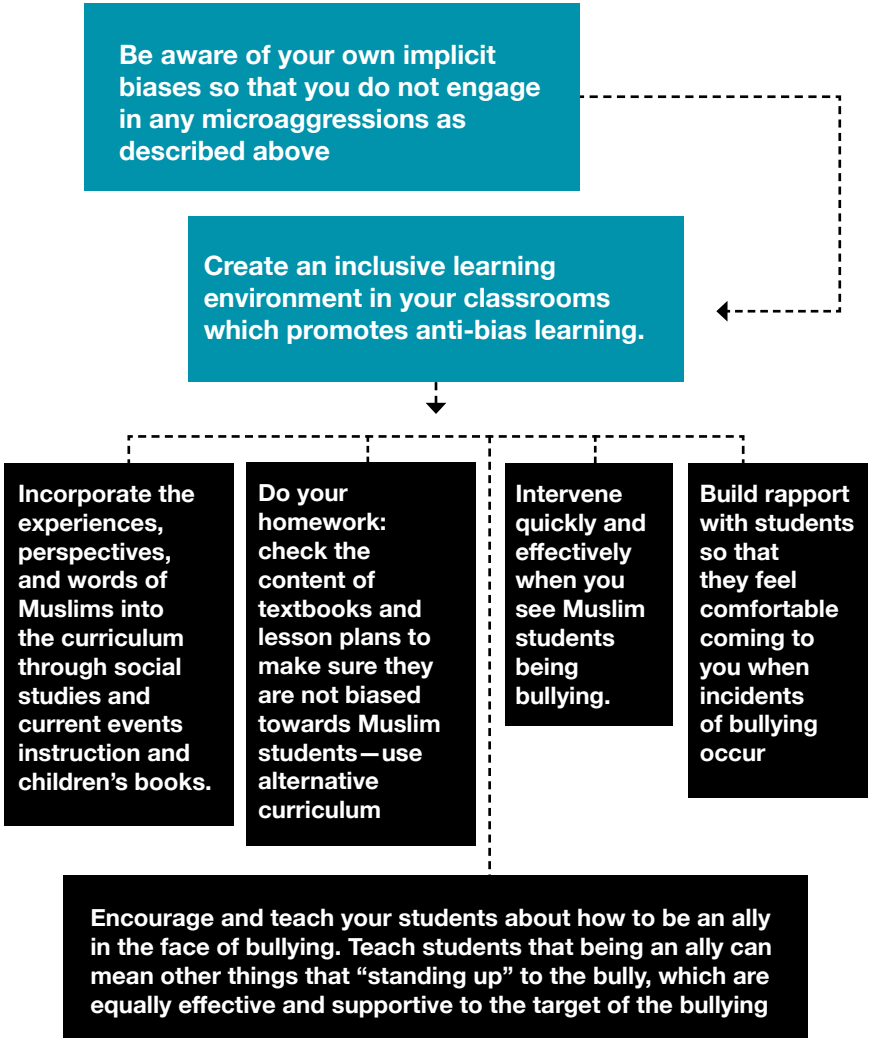 Be aware of your own implicit
biases so that you do not engage
in any microaggressions as
described above
Create an inclusive learning
environment in your classrooms
which promotes anti-bias learning.
Incorporate the
experiences,
perspectives,
and words of
Muslims into
the curriculum
through social
studies and
current events
instruction and
children’s books.
Do your
homework:
check the
content of
textbooks and
lesson plans to
make sure they
are not biased
towards Muslim
students—use
alternative
curriculum
Intervene
quickly and
effectively
when you
see Muslim
students
being
bullying.
Build rapport
with students
so that
they feel
comfortable
coming to
you when
incidents
of bullying
occur
Encourage and teach your students about how to be an ally
in the face of bullying. Teach students that being an ally can
mean other things that “standing up” to the bully, which are
equally effective and supportive to the target of the bullying